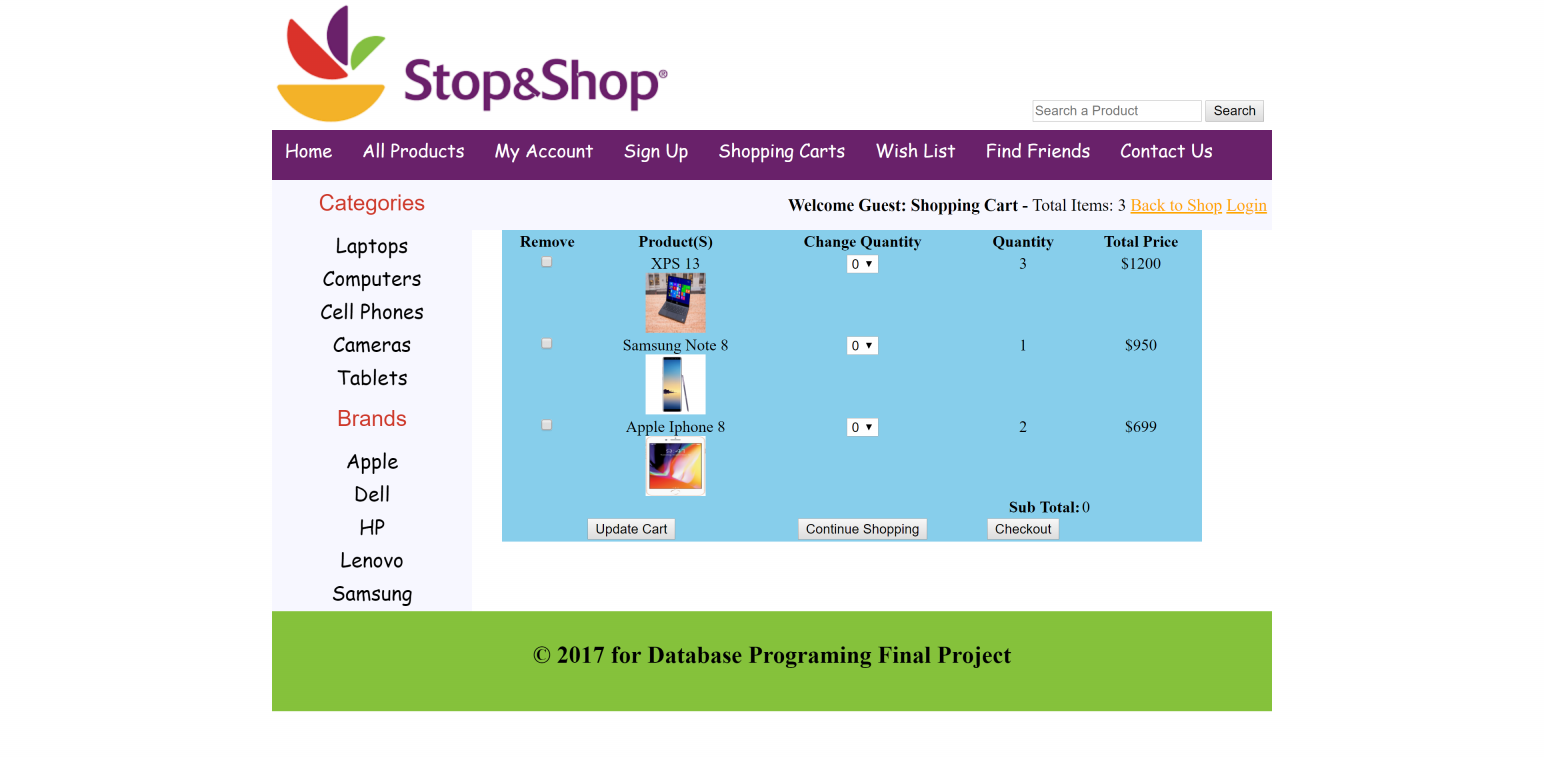 Stop&Shop®
Search a Product Search
Home All Products My Account Sign Up Shopping Carts Wish List Find Friends Contact Us
Categories
Laptops
Computers
Cell Phones
Cameras
Tablets
Brands
Apple
Dell
HP
Lenovo
Samsung
Welcome Guest: Shopping Cart - Total Items: 3 Back to Shop Login
Remove Product(S) Change Quantity Quantity Total Price
XPS 13 0 3 $1200
Samsung Note 8 0 1 $950
Apple Iphone 8 0 2 $699
9:41
Sub Total: 0
Update Cart Continue Shopping Checkout
© 2017 for Database Programing Final Project